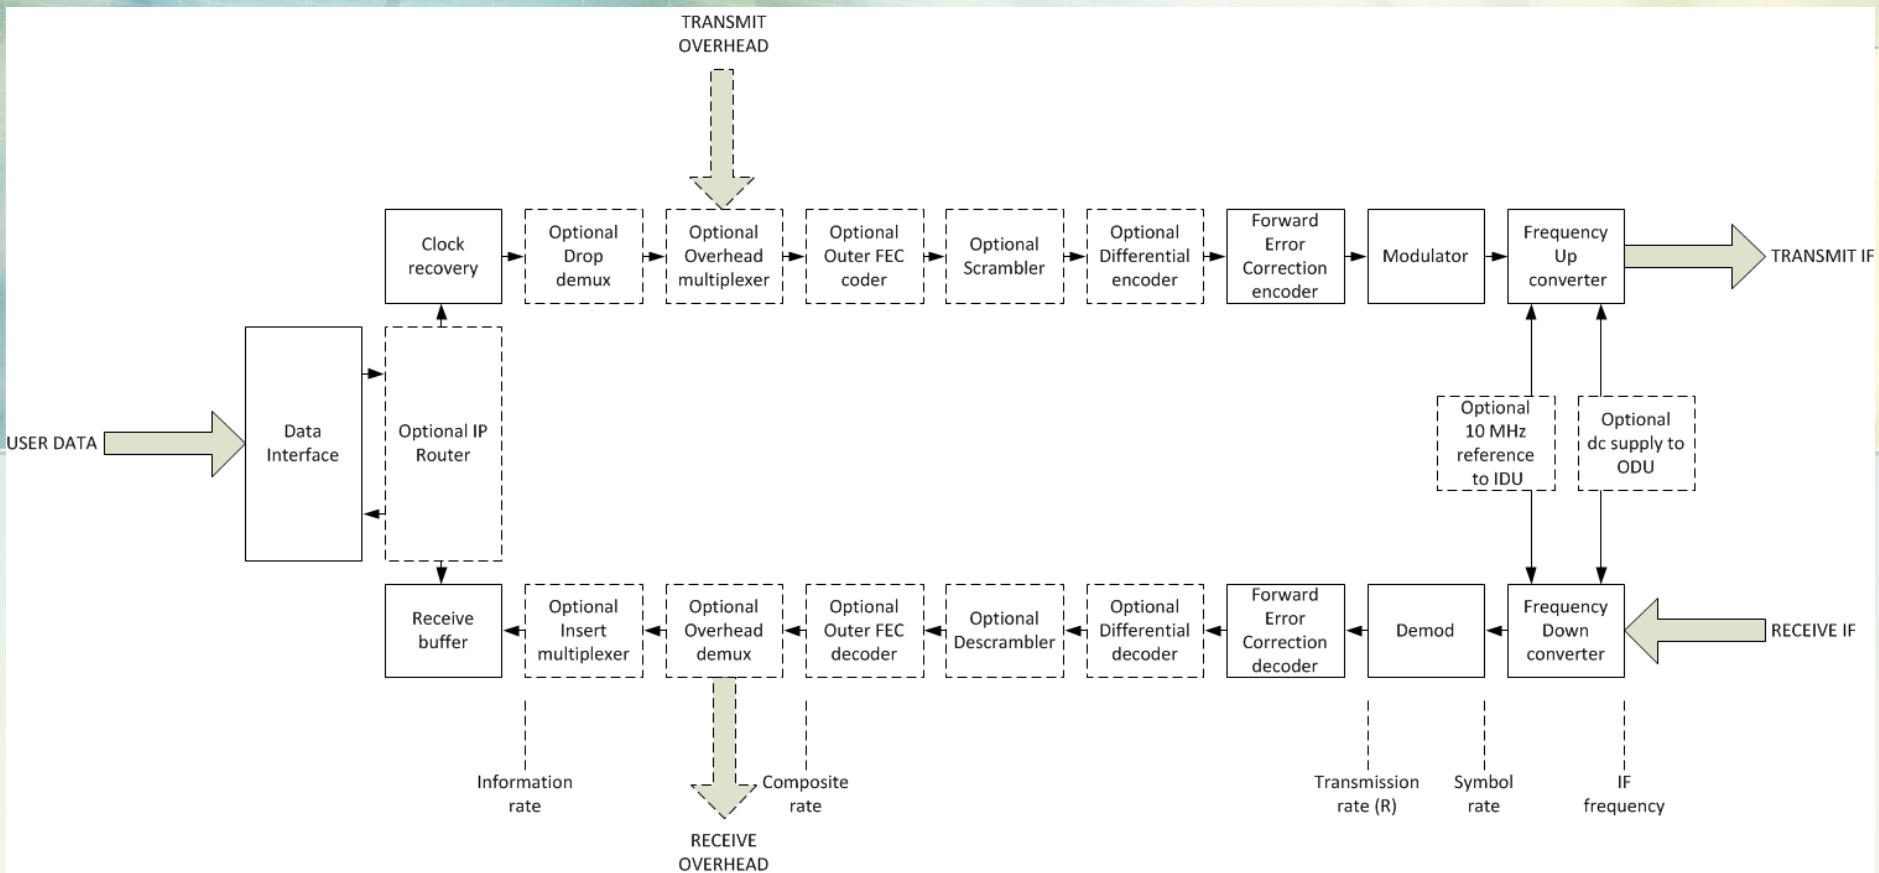 TRANSMIT
OVERHEAD
Clock
recovery
Optional
Drop
demux
Optional
Overhead
multiplexer
Optional
Outer FEC
coder
Optional
Scrambler
Optional
Differential
encoder
Forward
Error
Correction
encoder
Modulator
Frequency
Up
converter
TRANSMIT IF
USER DATA
Data
Interface
Optional IP
Router
Optional
10 MHz
reference
to IDU
Optional
dc supply to
ODU
Receive
buffer
Optional
Insert
multiplexer
Optional
Overhead
demux
Optional
Outer FEC
decoder
Optional
Descrambler
Optional
Differential
decoder
Forward
Error
Correction
decoder
Demod
Frequency
Down
converter
RECEIVE IF
Information
rate
Composite
rate
Transmission
rate (R)
Symbol
rate
IF
frequency
RECEIVE
OVERHEAD